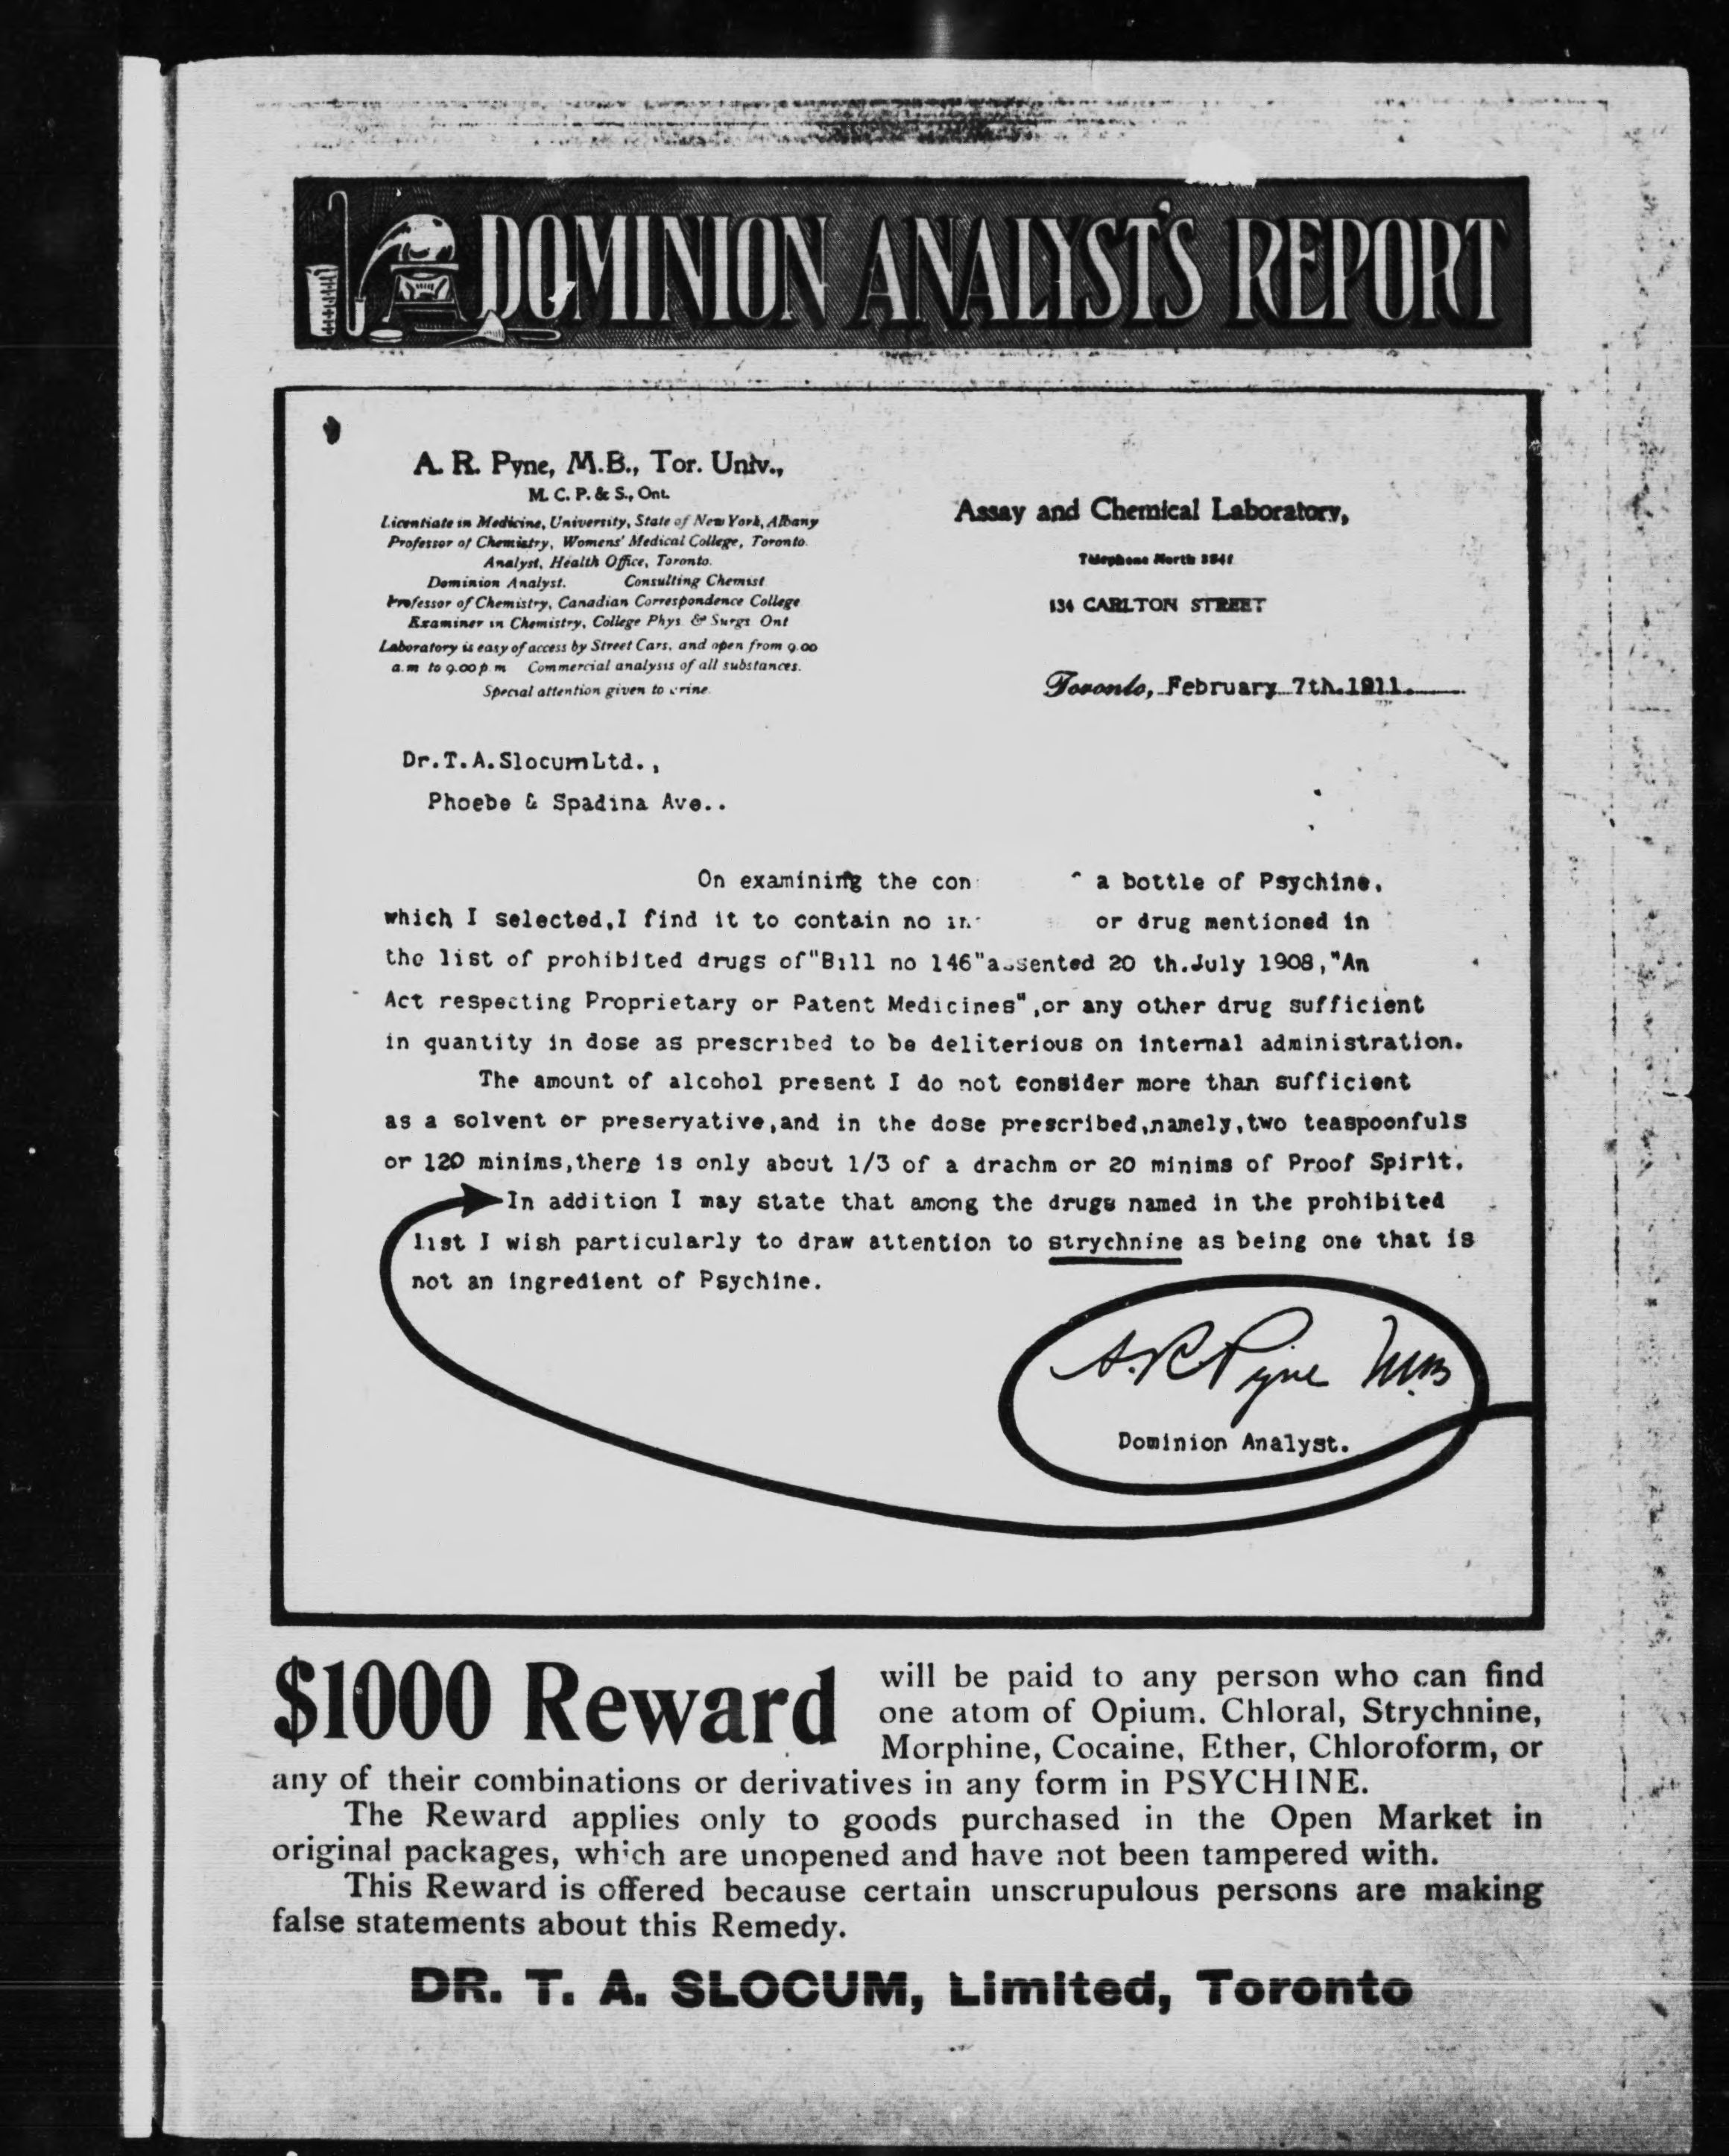 DOMINION ANALYST'S REPORT
A. R. Pyne, M.B., Tor. Univ.,
M. C. P. & S., Ont.
Licentiate in Medicine, University, State of New York, Albany
Professor of Chemistry, Womens' Medical College, Toronto.
Analyst, Health Office, Toronto.
Dominion Analyst. Consulting Chemist
Professor of Chemistry, Canadian Correspondence College
Examiner in Chemistry, College Phys & Surgs Ont
Laboratory is easy of access by Street Cars, and open from 9.00
a.m to 9.00 p m Commercial analysis of all substances.
Special attention given to urine.
Assay and Chemical Laboratory,
Telephone North
134 CARLTON STREET
Toronto, February 7th.1911.
Dr.T.A.SlocumLtd.,
Phoebe & Spadina Ave..
On examining the con a bottle of Psychine,
which I selected,I find it to contain no or drug mentioned in
the list of prohibited drugs of"Bill no 146"assented 20 th.July 1908,"An
Act respecting Proprietary or Patent Medicines",or any other drug sufficient
in quantity in dose as prescribed to be deliterious on internal administration.
The amount of alcohol present I do not consider more than sufficient
as a solvent or preservative,and in the dose prescribed,namely,two teaspoonfuls
or 120 minims,there is only about 1/3 of a drachm or 20 minims of Proof Spirit.
In addition I may state that among the drugs named in the prohibited
list I wish particularly to draw attention to strychnine as being one that is
not an ingredient of Psychine.
A.R Pyne M.B
Dominion Analyst.
$1000 Reward will be paid to any person who can find
one atom of Opium, Chloral, Strychnine,
Morphine, Cocaine, Ether, Chloroform, or
any of their combinations or derivatives in any form in PSYCHINE.
The Reward applies only to goods purchased in the Open Market in
original packages, which are unopened and have not been tampered with.
This Reward is offered because certain unscrupulous persons are making
false statements about this Remedy.
DR. T. A. SLOCUM, Limited, Toronto